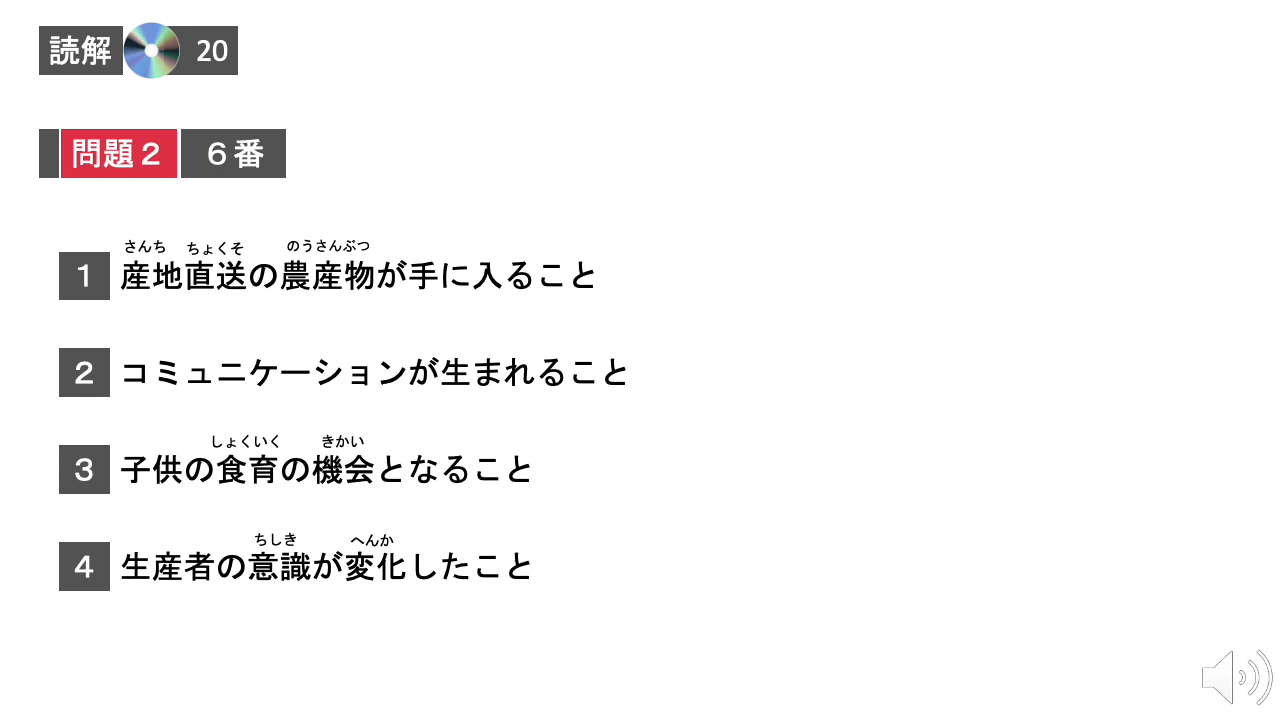 読解 20
問題２ ６番
さんち ちょくそ のうさんぶつ
１ 産地直送の農産物が手に入ること
２ コミュニケーションが生まれること
しょくいく きかい
３ 子供の食育の機会となること
ちしき へんか
４ 生産者の意識が変化したこと